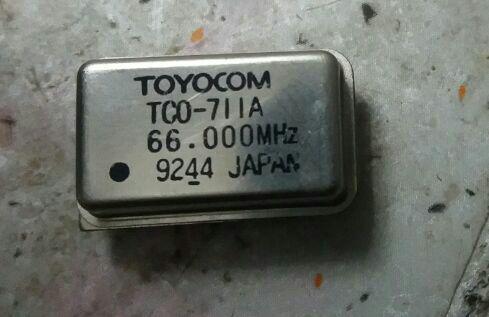 TOYOCOM
TCO-711A
66.000MHz
9244 JAPAN